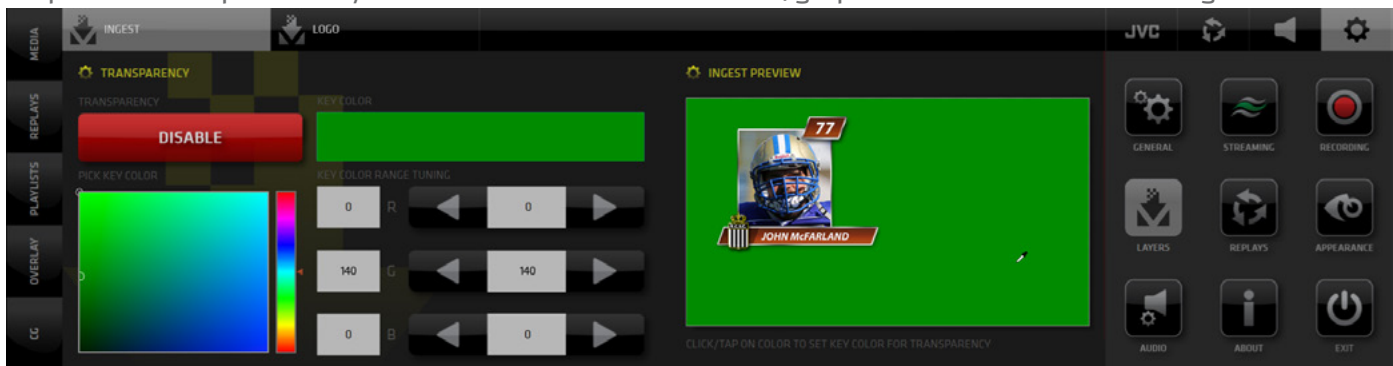 MEDIA
REPLAYS
PLAYLISTS
OVERLAY
CG
INGEST
LOGO
JVC
TRANSPARENCY
TRANSPARENCY
DISABLE
KEY COLOR
PICK KEY COLOR
KEY COLOR RANGE TUNING
0 R 0
140 G 140
0 B 0
INGEST PREVIEW
77
JOHN McFARLAND
CLICK/TAP ON COLOR TO SET KEY COLOR FOR TRANSPARENCY
GENERAL
STREAMING
RECORDING
LAYERS
REPLAYS
APPEARANCE
AUDIO
ABOUT
EXIT